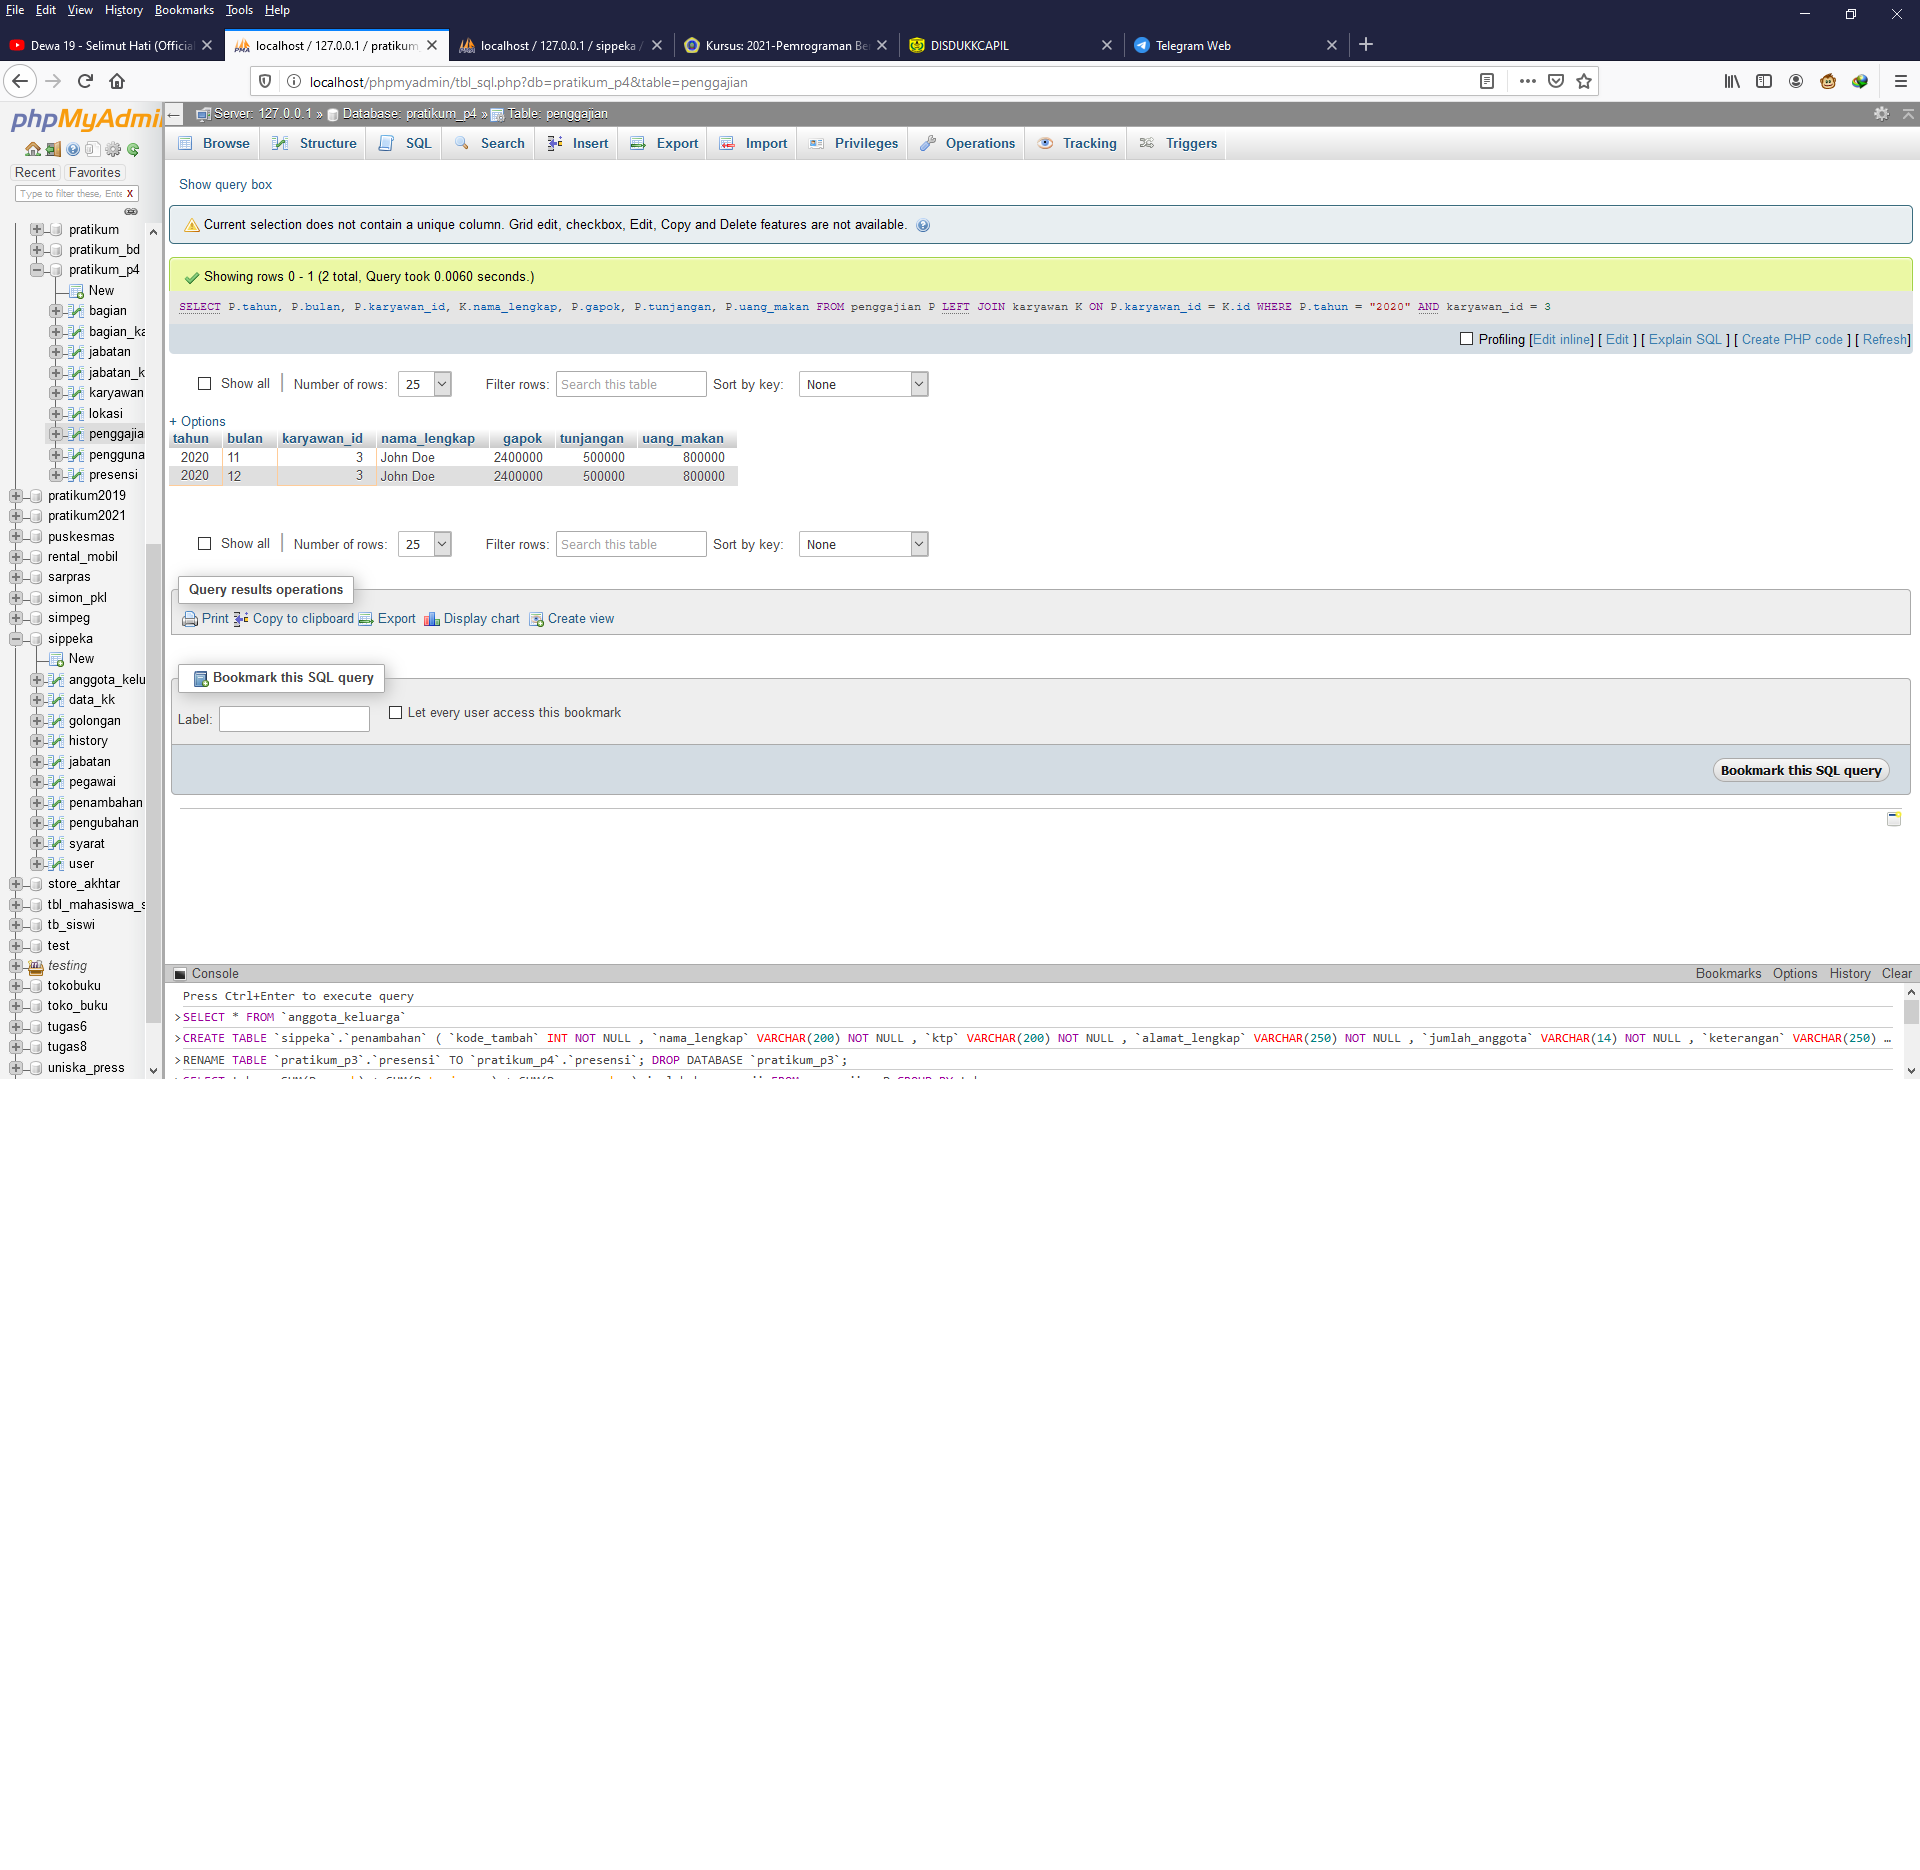 File Edit View History Bookmarks Tools Help
Dewa 19 - Selimut Hati (Official
localhost / 127.0.0.1 / pratikum
localhost / 127.0.0.1 / sippeka /
Kursus: 2021-Pemrograman Be
DISDUKKCAPIL
Telegram Web
localhost/phpmyadmin/tbl_sql.php?db=pratikum_p4&table=penggajian
phpMyAdmi
Recent Favorites
Type to filter these, Ente X
pratikum
pratikum_bd
pratikum_p4
New
bagian
bagian_ka
jabatan
jabatan_k
karyawan
lokasi
penggajia
pengguna
presensi
pratikum2019
pratikum2021
puskesmas
rental_mobil
sarpras
simon_pkl
simpeg
sippeka
New
anggota_kelu
data_kk
golongan
history
jabatan
pegawai
penambahan
pengubahan
syarat
user
store_akhtar
tbl_mahasiswa_s
tb_siswi
test
testing
tokobuku
toko_buku
tugas6
tugas8
uniska_press
Server: 127.0.0.1 » Database: pratikum_p4 » Table: penggajian
Browse Structure SQL Search Insert Export Import Privileges Operations Tracking Triggers
Show query box
Current selection does not contain a unique column. Grid edit, checkbox, Edit, Copy and Delete features are not available.
Showing rows 0 - 1 (2 total, Query took 0.0060 seconds.)
SELECT P.tahun, P.bulan, P.karyawan_id, K.nama_lengkap, P.gapok, P.tunjangan, P.uang_makan FROM penggajian P LEFT JOIN karyawan K ON P.karyawan_id = K.id WHERE P.tahun = "2020" AND karyawan_id = 3
Profiling [Edit inline] [ Edit ] [ Explain SQL ] [ Create PHP code ] [ Refresh]
Show all | Number of rows: 25 Filter rows: Search this table Sort by key: None
+ Options
tahun bulan karyawan_id nama_lengkap gapok tunjangan uang_makan
2020 11 3 John Doe 2400000 500000 800000
2020 12 3 John Doe 2400000 500000 800000
Show all | Number of rows: 25 Filter rows: Search this table Sort by key: None
Query results operations
Print Copy to clipboard Export Display chart Create view
Bookmark this SQL query
Label: Let every user access this bookmark
Bookmark this SQL query
Console Bookmarks Options History Clear
Press Ctrl+Enter to execute query
>SELECT * FROM `anggota_keluarga`
>CREATE TABLE `sippeka`.`penambahan` ( `kode_tambah` INT NOT NULL , `nama_lengkap` VARCHAR(200) NOT NULL , `ktp` VARCHAR(200) NOT NULL , `alamat_lengkap` VARCHAR(250) NOT NULL , `jumlah_anggota` VARCHAR(14) NOT NULL , `keterangan` VARCHAR(250) …
>RENAME TABLE `pratikum_p3`.`presensi` TO `pratikum_p4`.`presensi`; DROP DATABASE `pratikum_p3`;